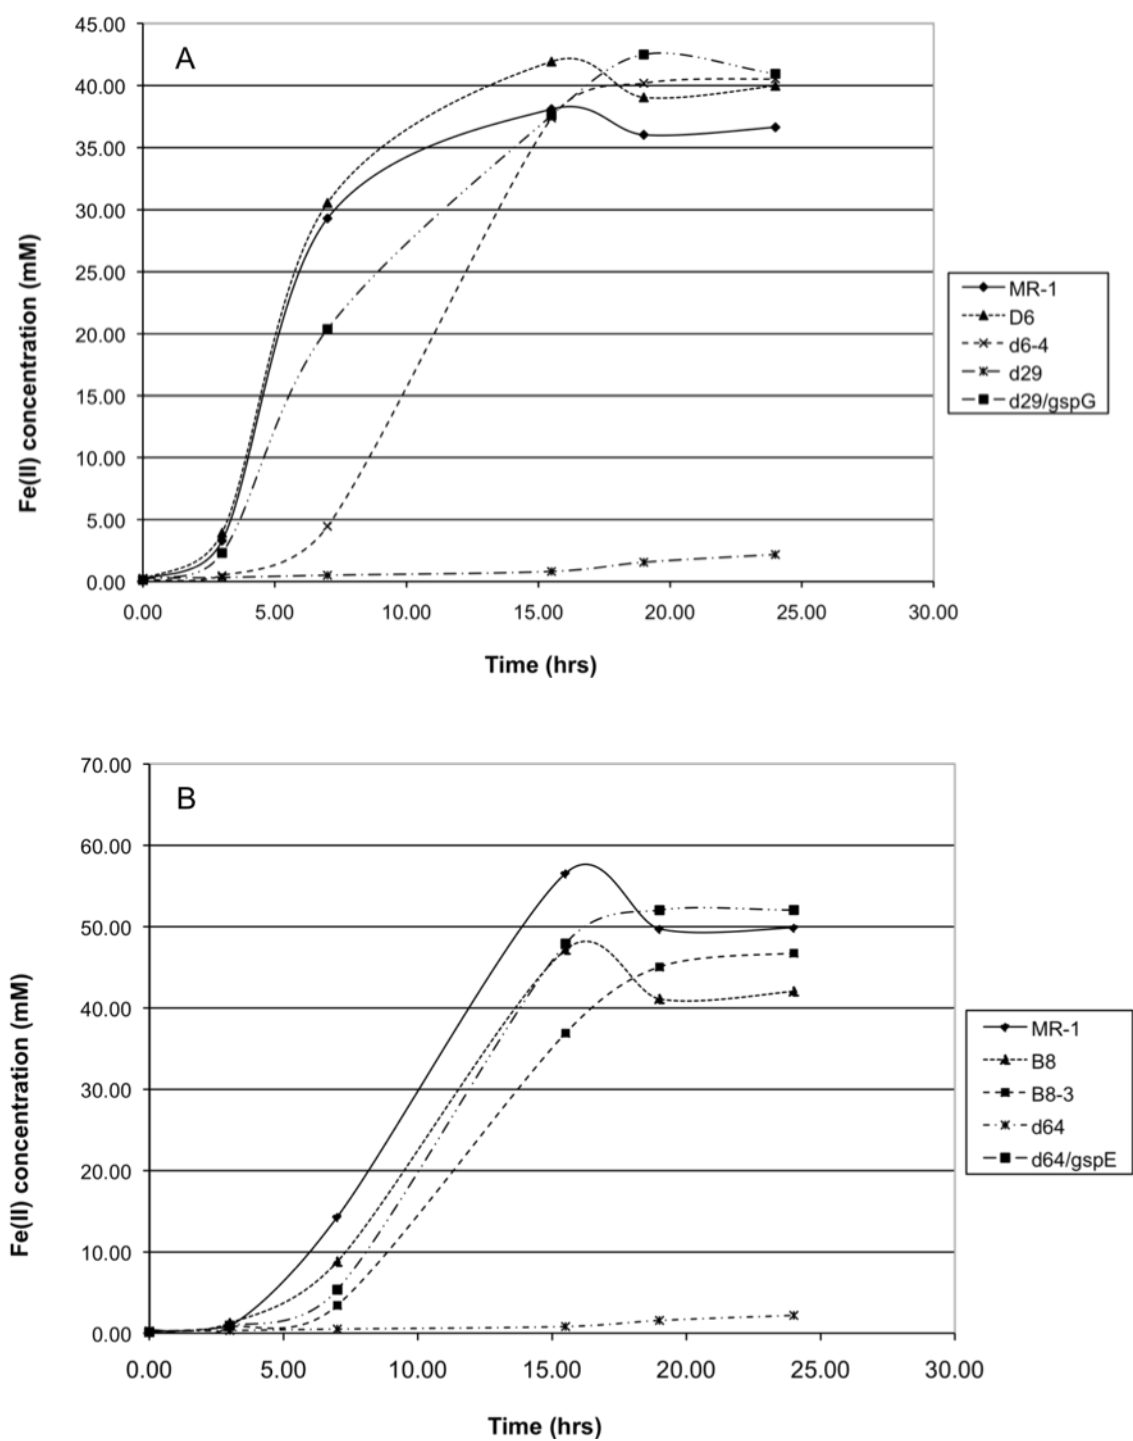 A
45.00
40.00
35.00
30.00
25.00
20.00
15.00
10.00
5.00
0.00
Fe(II) concentration (mM)
0.00 5.00 10.00 15.00 20.00 25.00 30.00
Time (hrs)
MR-1
D6
d6-4
d29
d29/gspG
B
70.00
60.00
50.00
40.00
30.00
20.00
10.00
0.00
Fe(II) concentration (mM)
0.00 5.00 10.00 15.00 20.00 25.00 30.00
Time (hrs)
MR-1
B8
B8-3
d64
d64/gspE